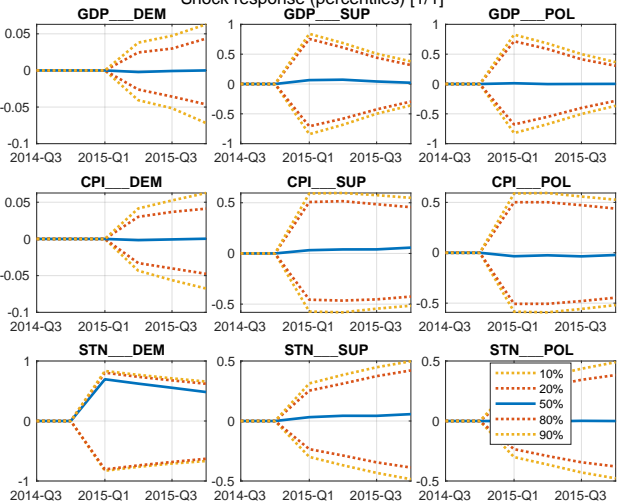 Shock response (percentiles) [1/1]
GDP___DEM GDP___SUP GDP___POL
0.05 1 1
0.5 0.5
0 0 0
-0.05 -0.5 -0.5
-0.1 -1 -1
2014-Q3 2015-Q1 2015-Q3 2014-Q3 2015-Q1 2015-Q3 2014-Q3 2015-Q1 2015-Q3
CPI___DEM CPI___SUP CPI___POL
0.05 0.5 0.5
0 0 0
-0.05
-0.1 -0.5 -0.5
2014-Q3 2015-Q1 2015-Q3 2014-Q3 2015-Q1 2015-Q3 2014-Q3 2015-Q1 2015-Q3
STN___DEM STN___SUP STN___POL
1 0.5 0.5
10%
20%
0 0 0 50%
80%
90%
-1 -0.5 -0.5
2014-Q3 2015-Q1 2015-Q3 2014-Q3 2015-Q1 2015-Q3 2014-Q3 2015-Q1 2015-Q3